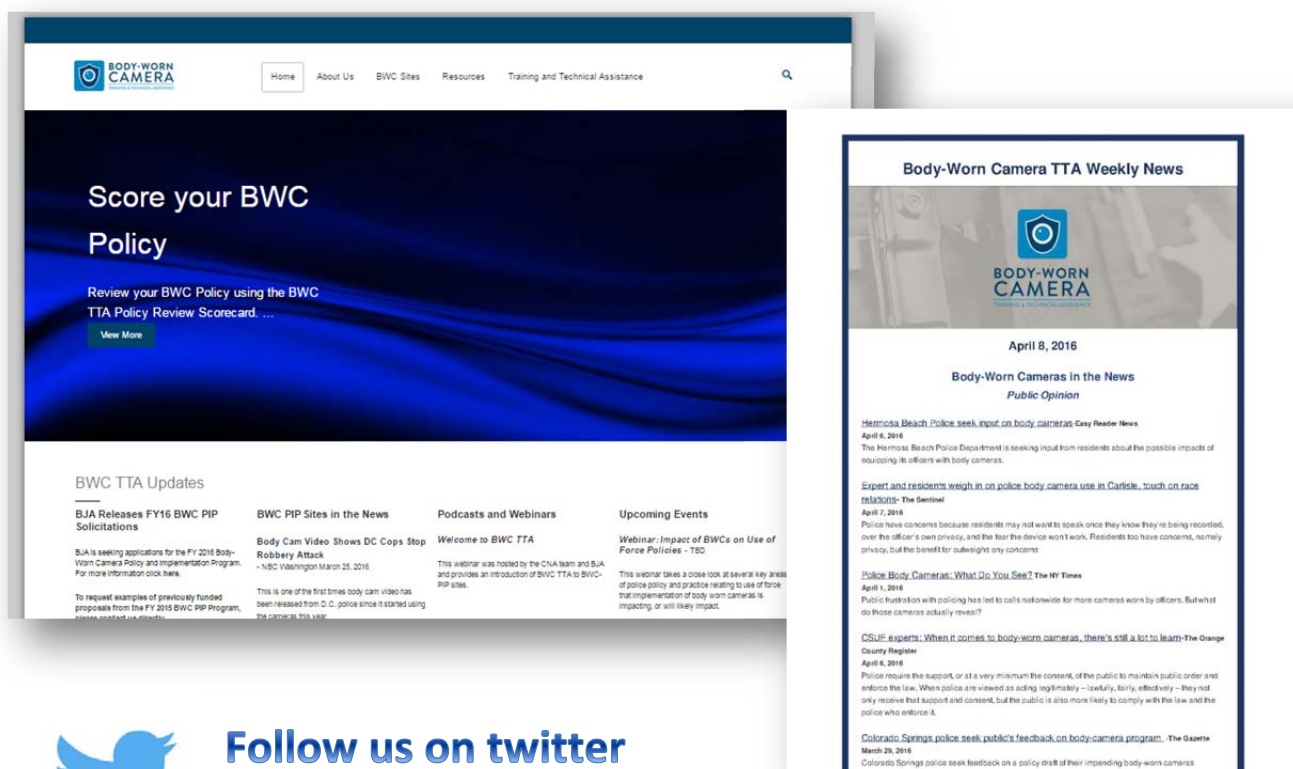 BODY-WORN
CAMERA
TRAINING & TECHNICAL ASSISTANCE
Home About Us BWC Sites Resources Training and Technical Assistance
Score your BWC
Policy
Review your BWC Policy using the BWC
TTA Policy Review Scorecard. ...
View More
BWC TTA Updates
BJA Releases FY16 BWC PIP
Solicitations
BJA is seeking applications for the FY 2016 Body-
Worn Camera Policy and Implementation Program.
For more information click here.
To request examples of previously funded
proposals from the FY 2015 BWC PIP Program,
please contact us directly.
BWC PIP Sites in the News
Body Cam Video Shows DC Cops Stop
Robbery Attack
- NBC Washington March 25, 2016
This is one of the first times body cam video has
been released from D.C. police since it started using
the cameras this year.
Podcasts and Webinars
Welcome to BWC TTA
This webinar was hosted by the CNA team and BJA
and provides an introduction of BWC TTA to BWC-
PIP sites.
Upcoming Events
Webinar: Impact of BWCs on Use of
Force Policies - TBD
This webinar takes a close look at several key areas
of police policy and practice relating to use of force
that implementation of body worn cameras is
impacting, or will likely impact.
Body-Worn Camera TTA Weekly News
BODY-WORN
CAMERA
TRAINING & TECHNICAL ASSISTANCE
April 8, 2016
Body-Worn Cameras in the News
Public Opinion
Hermosa Beach Police seek input on body cameras-Easy Reader News
April 6, 2016
The Hermosa Beach Police Department is seeking input from residents about the possible impacts of
equipping its officers with body cameras.
Expert and residents weigh in on police body camera use in Carlisle, touch on race
relations- The Sentinel
April 7, 2016
Police have concerns because residents may not want to speak once they know they're being recorded,
over the officer's own privacy, and the fear the device won't work. Residents too have concerns, namely
privacy, but the benefit far outweighs any concerns
Police Body Cameras: What Do You See? The NY Times
April 1, 2016
Public frustration with policing has led to calls nationwide for more cameras worn by officers. But what
do those cameras actually reveal?
CSUF experts: When it comes to body-worn cameras, there's still a lot to learn-The Orange
County Register
April 6, 2016
Police require the support, or at a very minimum the consent, of the public to maintain public order and
enforce the law. When police are viewed as acting legitimately – lawfully, fairly, effectively – they not
only receive that support and consent, but the public is also more likely to comply with the law and the
police who enforce it.
Colorado Springs police seek public's feedback on body-camera program -The Gazette
March 29, 2016
Colorado Springs police seek feedback on a policy draft of their impending body-worn cameras
Follow us on twitter